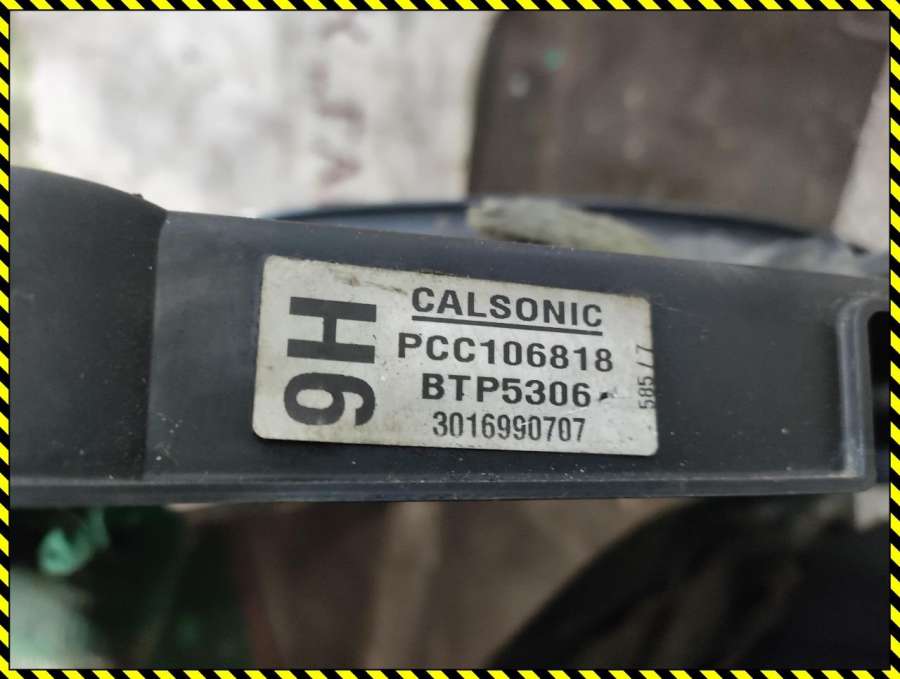 9H
CALSONIC
PCC106818
BTP5306
3016990707
585/7